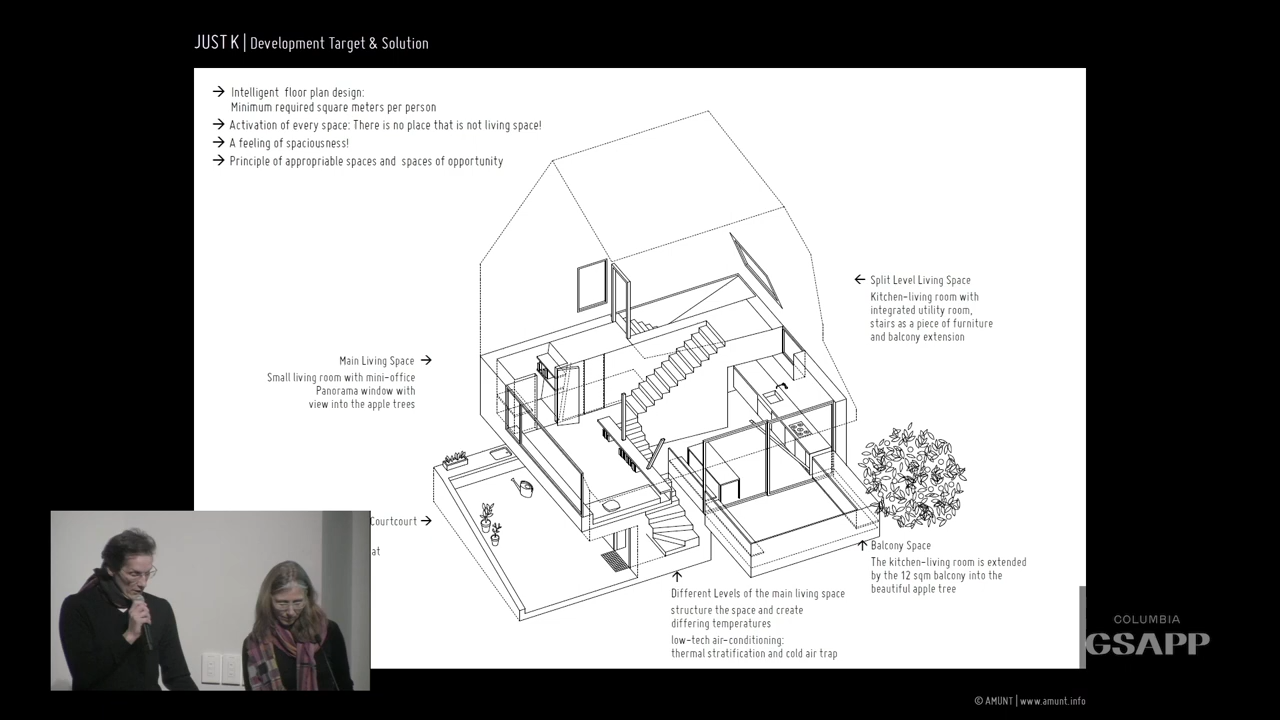 JUST K | Development Target & Solution
→ Intelligent floor plan design:
Minimum required square meters per person
→ Activation of every space: There is no place that is not living space!
→ A feeling of spaciousness!
→ Principle of appropriable spaces and spaces of opportunity
← Split Level Living Space
Kitchen-living room with
integrated utility room,
stairs as a piece of furniture
and balcony extension
Main Living Space →
Small living room with mini-office
Panorama window with
view into the apple trees
Courtcourt →
at
↑ Balcony Space
The kitchen-living room is extended
by the 12 sqm balcony into the
beautiful apple tree
↑
Different Levels of the main living space
structure the space and create
differing temperatures
low-tech air-conditioning:
thermal stratification and cold air trap
COLUMBIA
GSAPP
© AMUNT | www.amunt.info